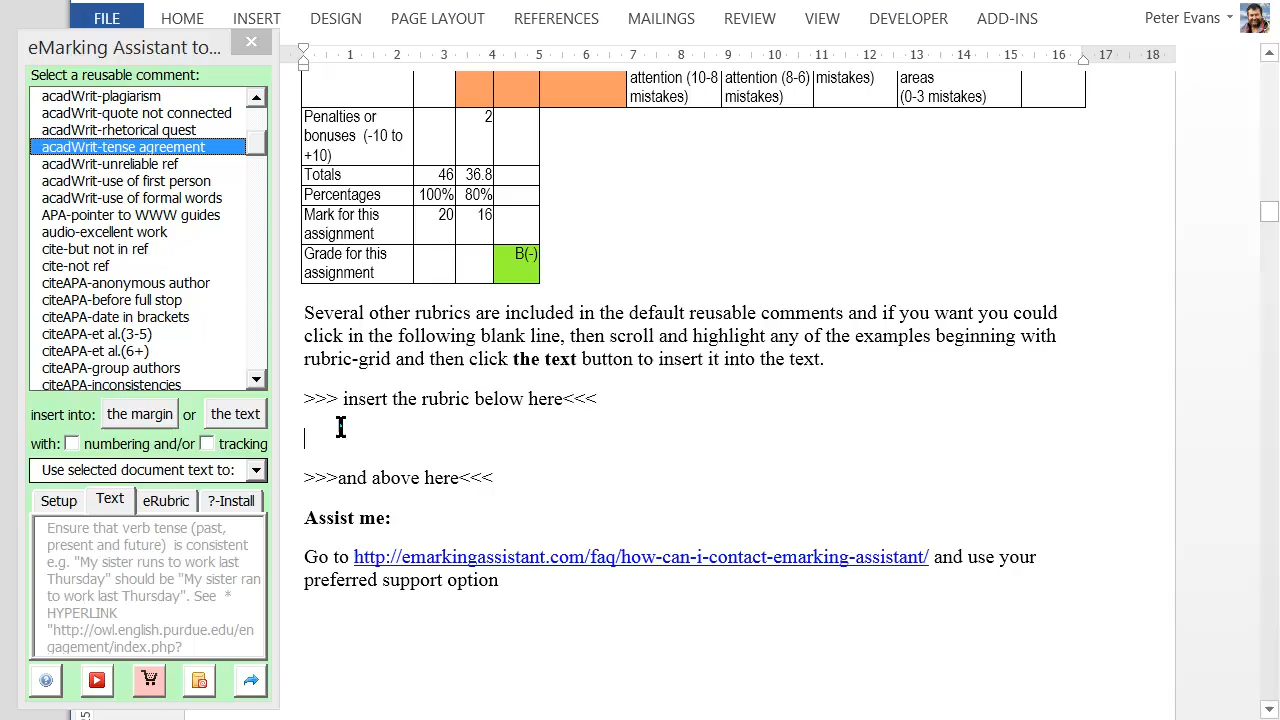 FILE HOME INSERT DESIGN PAGE LAYOUT REFERENCES MAILINGS REVIEW VIEW DEVELOPER ADD-INS Peter Evans
eMarking Assistant to...
Select a reusable comment:
acadWrit-plagiarism
acadWrit-quote not connected
acadWrit-rhetorical quest
acadWrit-tense agreement
acadWrit-unreliable ref
acadWrit-use of first person
acadWrit-use of formal words
APA-pointer to WWW guides
audio-excellent work
cite-but not in ref
cite-not ref
citeAPA-anonymous author
citeAPA-before full stop
citeAPA-date in brackets
citeAPA-et al.(3-5)
citeAPA-et al.(6+)
citeAPA-group authors
citeAPA-inconsistencies
insert into: the margin or the text
with: numbering and/or tracking
Use selected document text to:
Setup Text eRubric ?-Install
Ensure that verb tense (past,
present and future) is consistent
e.g. "My sister runs to work last
Thursday" should be "My sister ran
to work last Thursday". See *
HYPERLINK
"http://owl.english.purdue.edu/en
gagement/index.php?
1 2 3 4 5 6 7 8 9 10 11 12 13 14 15 16 17 18
attention (10-8 attention (8-6) mistakes) areas
mistakes) mistakes) (0-3 mistakes)
Penalties or 2
bonuses (-10 to
+10)
Totals 46 36.8
Percentages 100% 80%
Mark for this 20 16
assignment
Grade for this B(-)
assignment
Several other rubrics are included in the default reusable comments and if you want you could
click in the following blank line, then scroll and highlight any of the examples beginning with
rubric-grid and then click the text button to insert it into the text.
>>> insert the rubric below here<<<
>>>and above here<<<
Assist me:
Go to http://emarkingassistant.com/faq/how-can-i-contact-emarking-assistant/ and use your
preferred support option